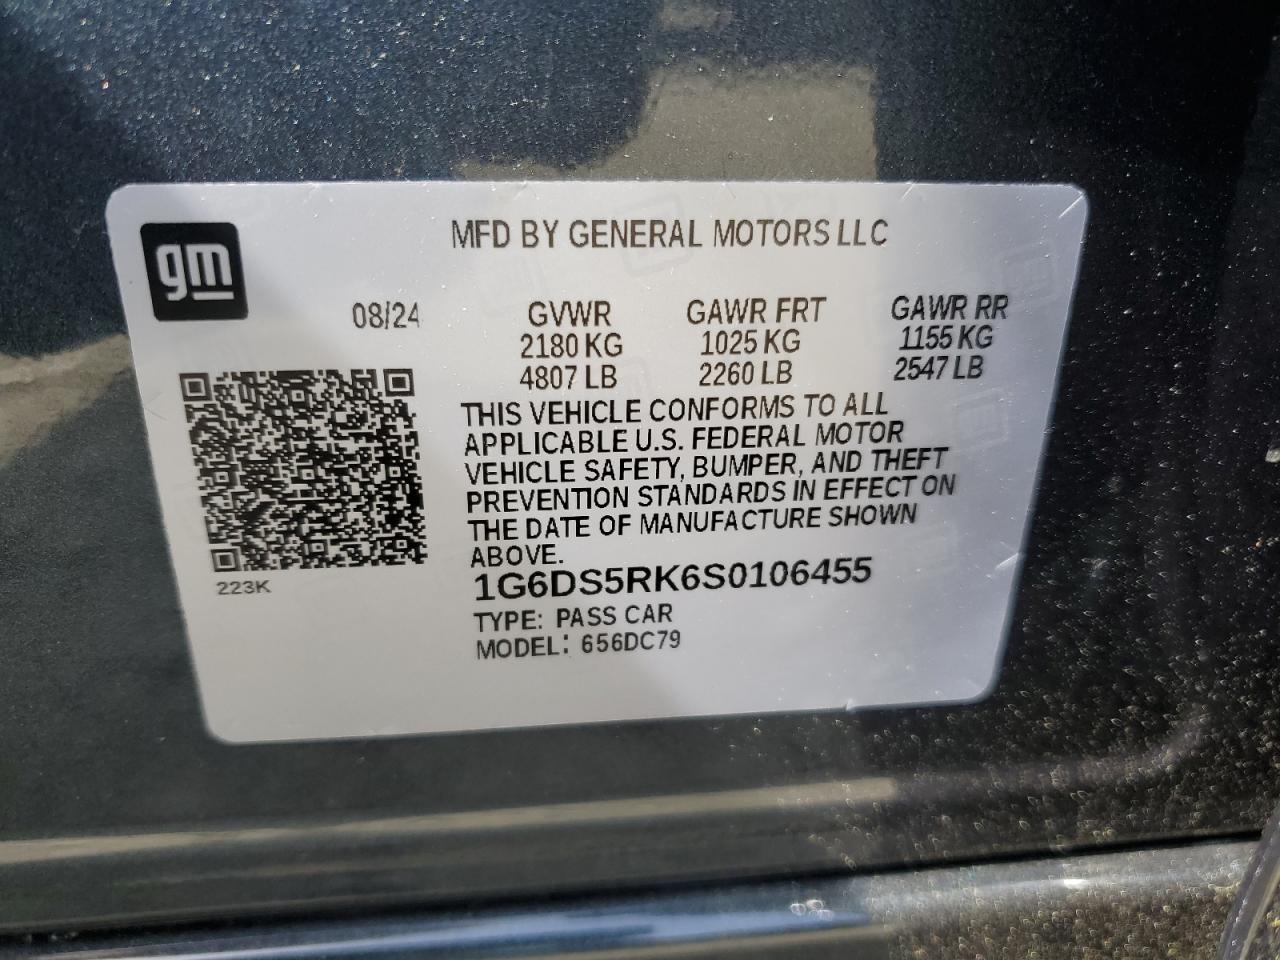 gm
MFD BY GENERAL MOTORS LLC
08/24 GVWR GAWR FRT GAWR RR
2180 KG 1025 KG 1155 KG
4807 LB 2260 LB 2547 LB
THIS VEHICLE CONFORMS TO ALL
APPLICABLE U.S. FEDERAL MOTOR
VEHICLE SAFETY, BUMPER, AND THEFT
PREVENTION STANDARDS IN EFFECT ON
THE DATE OF MANUFACTURE SHOWN
ABOVE.
223K
1G6DS5RK6S0106455
TYPE: PASS CAR
MODEL: 656DC79